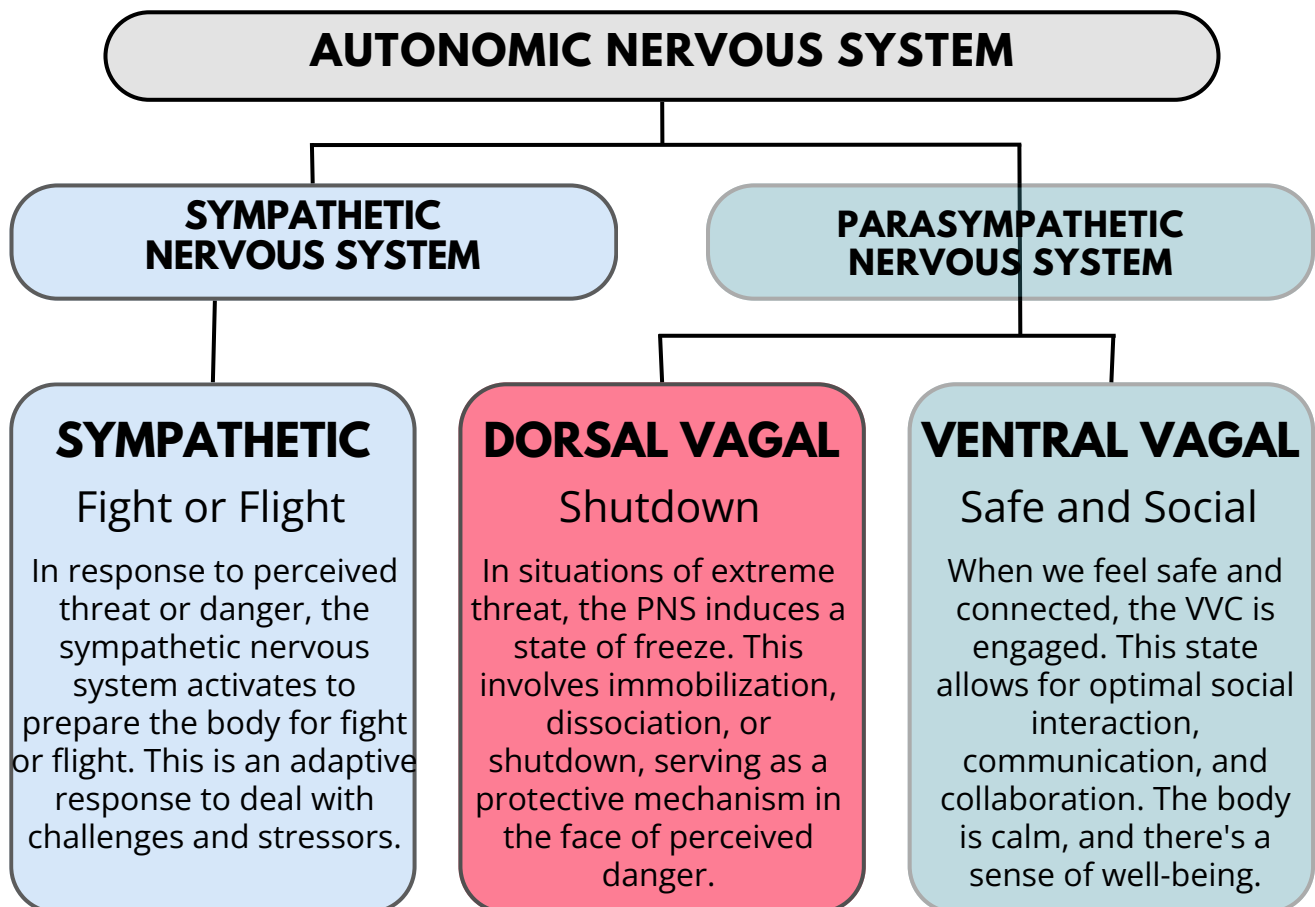 AUTONOMIC NERVOUS SYSTEM
SYMPATHETIC
NERVOUS SYSTEM
PARASYMPATHETIC
NERVOUS SYSTEM
SYMPATHETIC
Fight or Flight
In response to perceived
threat or danger, the
sympathetic nervous
system activates to
prepare the body for fight
or flight. This is an adaptive
response to deal with
challenges and stressors.
DORSAL VAGAL
Shutdown
In situations of extreme
threat, the PNS induces a
state of freeze. This
involves immobilization,
dissociation, or
shutdown, serving as a
protective mechanism in
the face of perceived
danger.
VENTRAL VAGAL
Safe and Social
When we feel safe and
connected, the VVC is
engaged. This state
allows for optimal social
interaction,
communication, and
collaboration. The body
is calm, and there's a
sense of well-being.